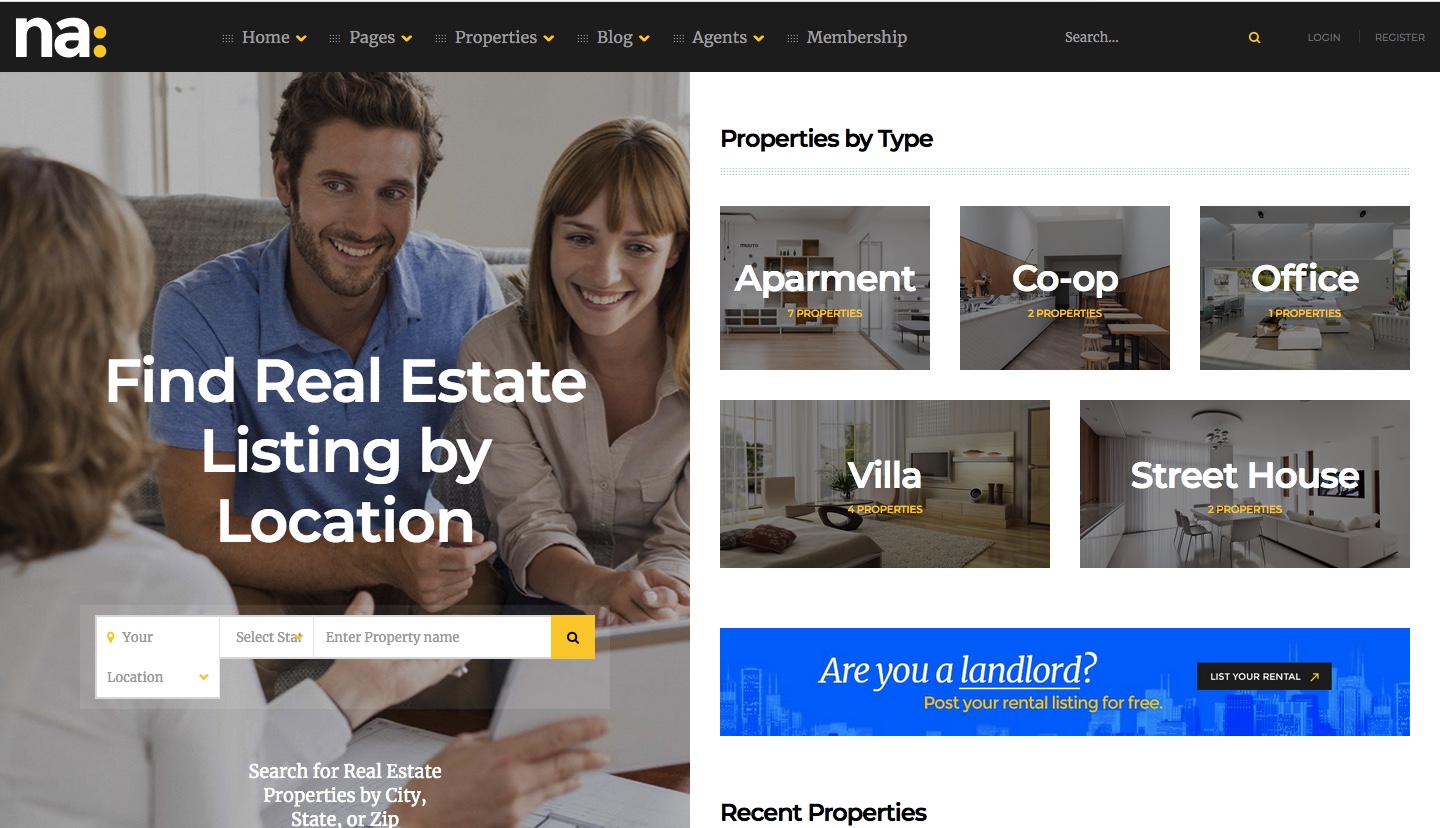 na:
Home
Pages
Properties
Blog
Agents
Membership
Search...
LOGIN
REGISTER
Find Real Estate
Listing by
Location
Your
Location
Select Stat
Enter Property name
Search for Real Estate
Properties by City,
State, or Zip
Properties by Type
muuto
Aparment
7 PROPERTIES
Co-op
2 PROPERTIES
Office
1 PROPERTIES
Villa
4 PROPERTIES
Street House
2 PROPERTIES
Are you a landlord?
Post your rental listing for free.
LIST YOUR RENTAL
Recent Properties